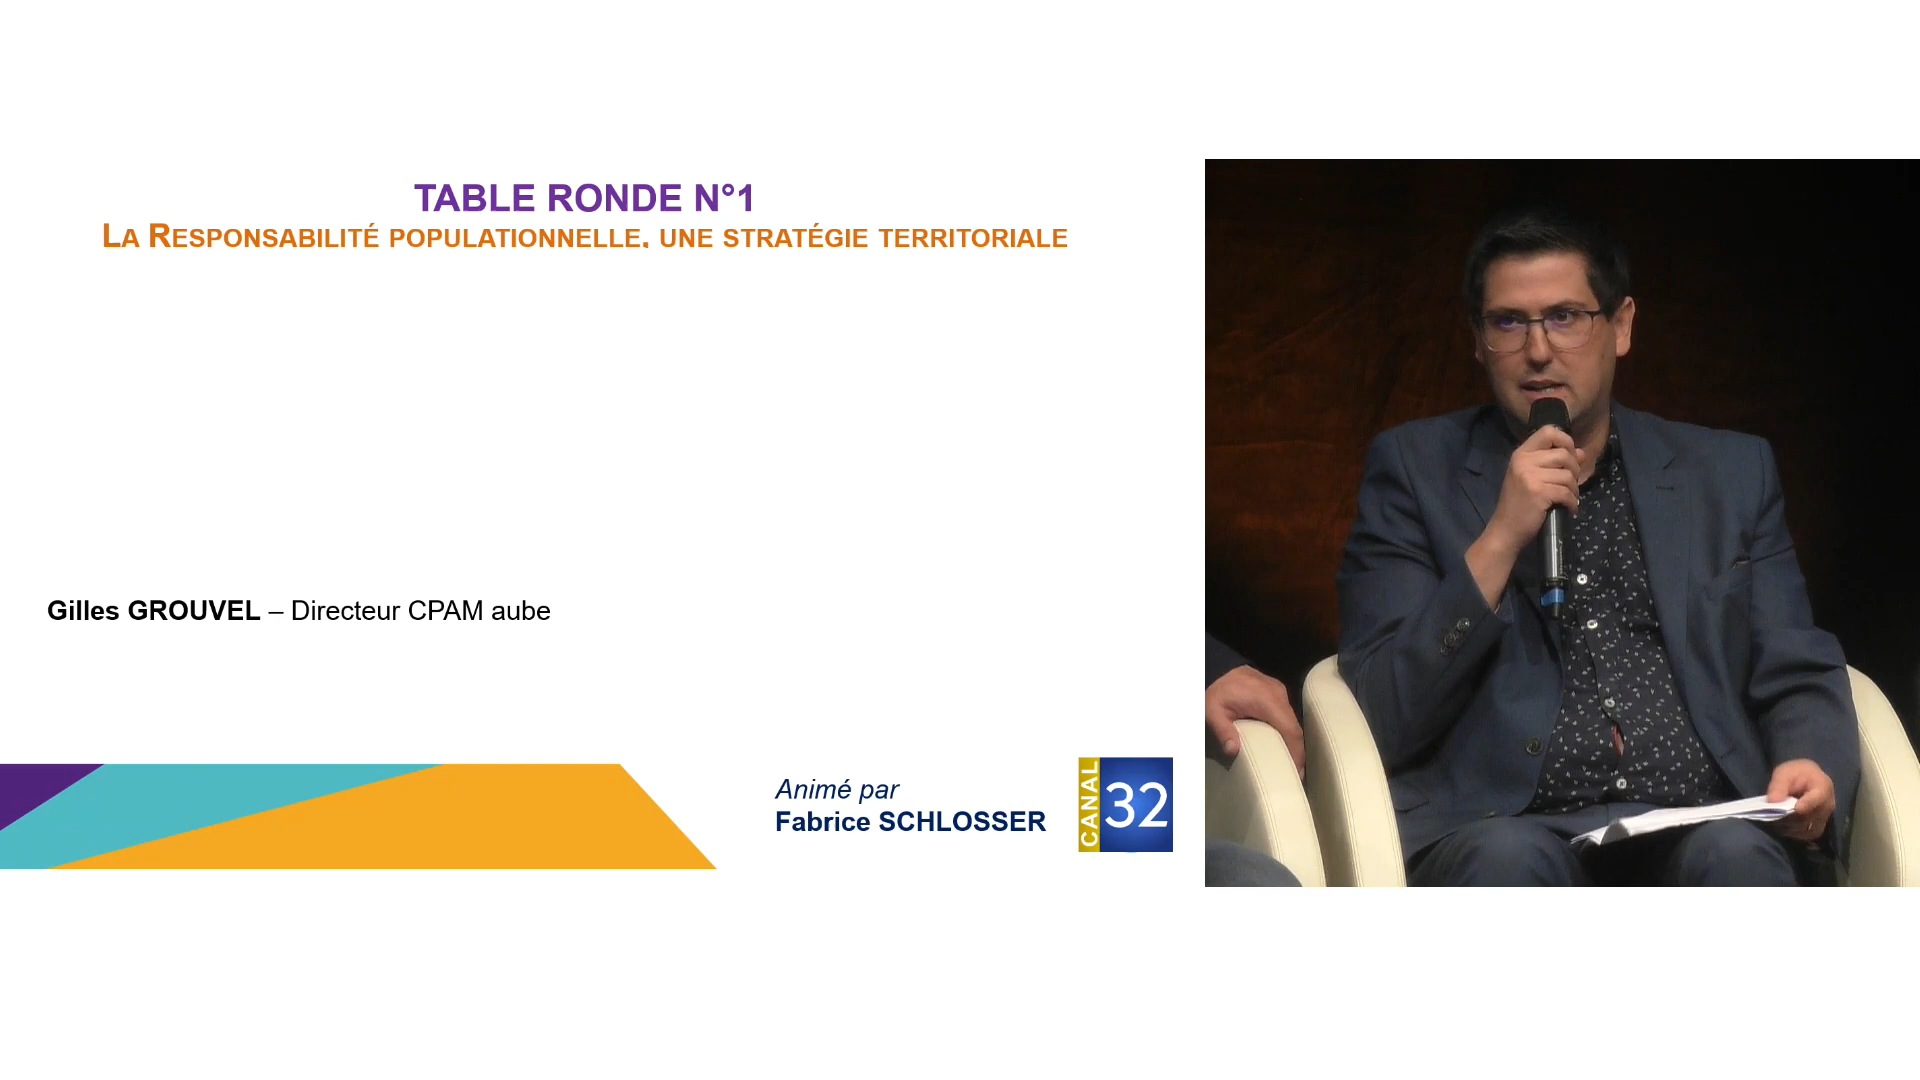 TABLE RONDE N°1
LA RESPONSABILITÉ POPULATIONNELLE, UNE STRATÉGIE TERRITORIALE
Gilles GROUVEL – Directeur CPAM aube
Animé par
Fabrice SCHLOSSER
CANAL
32